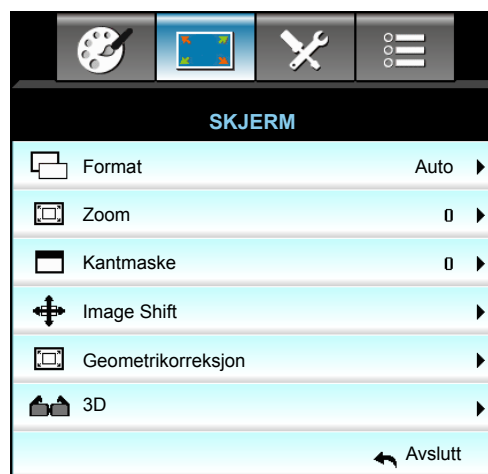 SKJERM
Format Auto
Zoom 0
Kantmaske 0
Image Shift
Geometrikorreksjon
3D
Avslutt